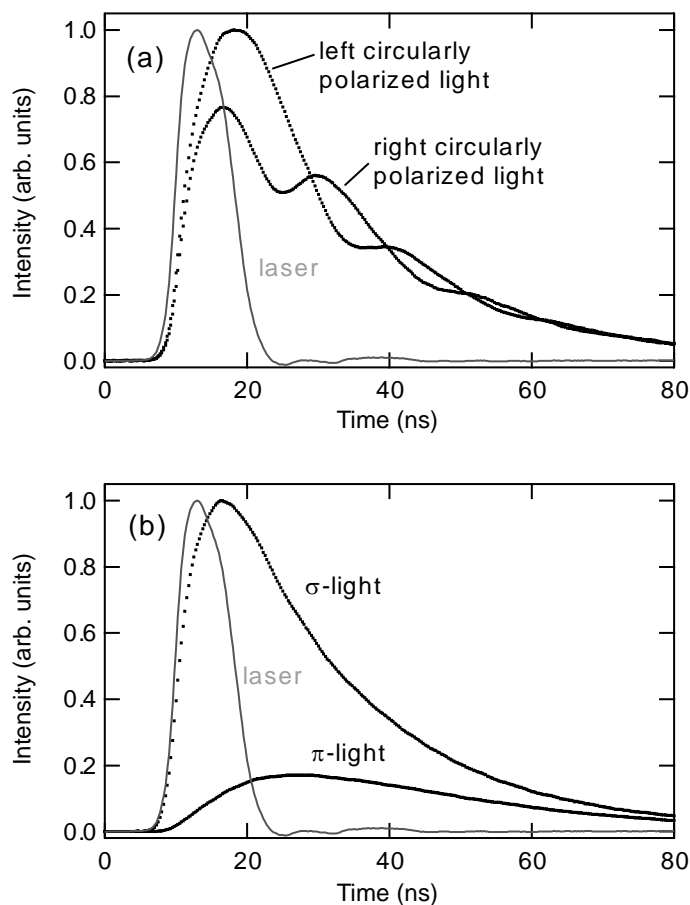 (a)
left circularly
polarized light
right circularly
polarized light
laser
Intensity (arb. units)
1.0
0.8
0.6
0.4
0.2
0.0
0
20
40
60
80
Time (ns)
(b)
σ-light
laser
π-light
Intensity (arb. units)
1.0
0.8
0.6
0.4
0.2
0.0
0
20
40
60
80
Time (ns)